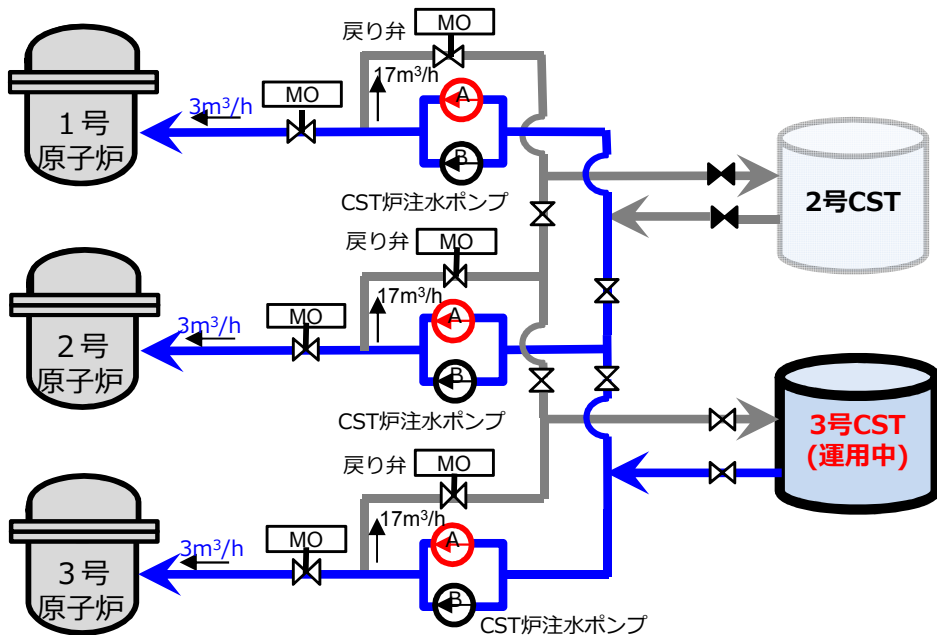 戻り弁
MO
17m³/h
MO
3m³/h
A
B
1号
原子炉
CST炉注水ポンプ
2号CST
戻り弁
MO
17m³/h
MO
3m³/h
A
B
2号
原子炉
CST炉注水ポンプ
3号CST
(運用中)
戻り弁
MO
17m³/h
MO
3m³/h
A
B
3号
原子炉
CST炉注水ポンプ